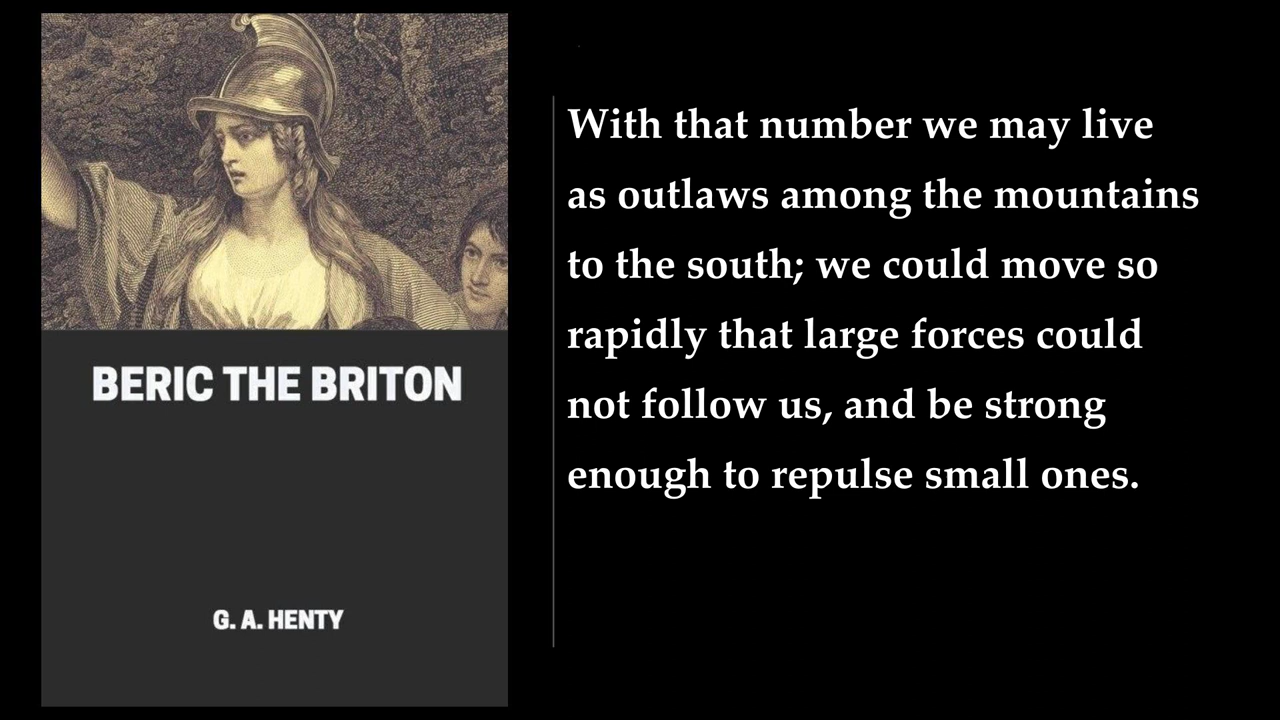 BERIC THE BRITON
G. A. HENTY
With that number we may live
as outlaws among the mountains
to the south; we could move so
rapidly that large forces could
not follow us, and be strong
enough to repulse small ones.